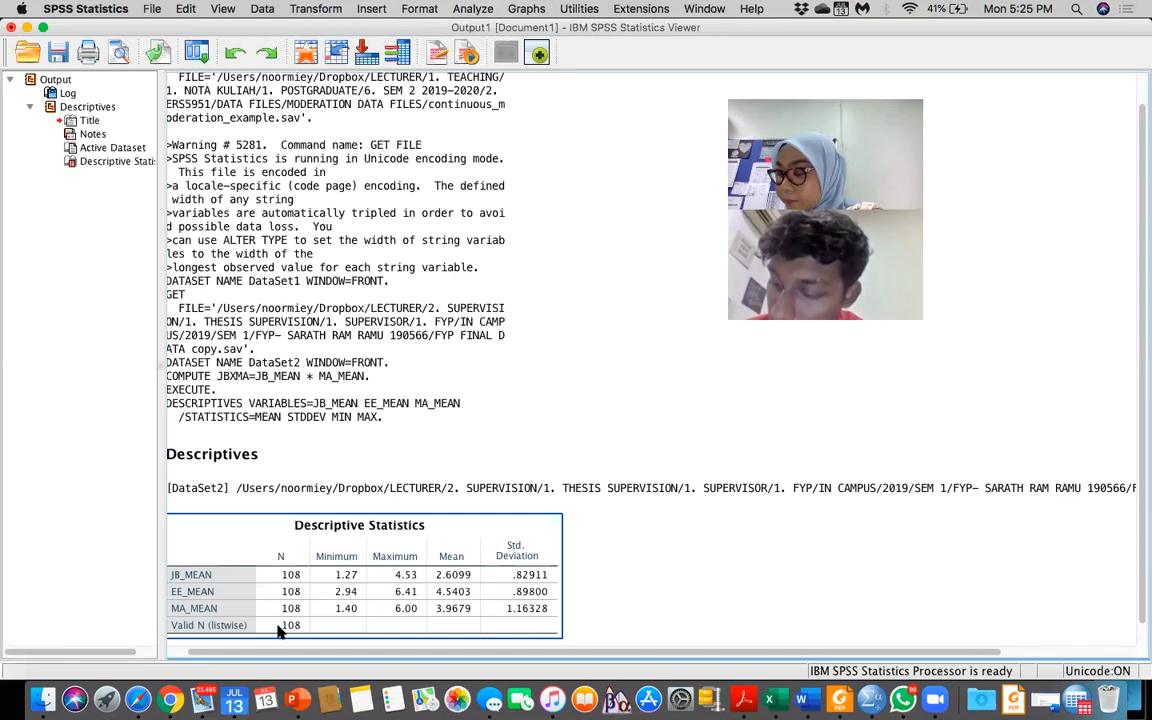 SPSS Statistics File Edit View Data Transform Insert Format Analyze Graphs Utilities Extensions Window Help 41% Mon 5:25 PM
Output1 [Document1] - IBM SPSS Statistics Viewer
Output
Log
Descriptives
Title
Notes
Active Dataset
Descriptive Stati
FILE='/Users/noormiey/Dropbox/LECTURER/1. TEACHING/
1. NOTA KULIAH/1. POSTGRADUATE/6. SEM 2 2019-2020/2.
ERS5951/DATA FILES/MODERATION DATA FILES/continuous_m
oderation_example.sav'.
>Warning # 5281.  Command name: GET FILE
>SPSS Statistics is running in Unicode encoding mode.
This file is encoded in
>a locale-specific (code page) encoding.  The defined
width of any string
>variables are automatically tripled in order to avoi
d possible data loss.  You
>can use ALTER TYPE to set the width of string variab
les to the width of the
>longest observed value for each string variable.
DATASET NAME DataSet1 WINDOW=FRONT.
GET
FILE='/Users/noormiey/Dropbox/LECTURER/2. SUPERVISI
ON/1. THESIS SUPERVISION/1. SUPERVISOR/1. FYP/IN CAMP
US/2019/SEM 1/FYP- SARATH RAM RAMU 190566/FYP FINAL D
ATA copy.sav'.
DATASET NAME DataSet2 WINDOW=FRONT.
COMPUTE JBXMA=JB_MEAN * MA_MEAN.
EXECUTE.
DESCRIPTIVES VARIABLES=JB_MEAN EE_MEAN MA_MEAN
/STATISTICS=MEAN STDDEV MIN MAX.
Descriptives
[DataSet2] /Users/noormiey/Dropbox/LECTURER/2. SUPERVISION/1. THESIS SUPERVISION/1. SUPERVISOR/1. FYP/IN CAMPUS/2019/SEM 1/FYP- SARATH RAM RAMU 190566/F
Descriptive Statistics
N Minimum Maximum Mean Std. Deviation
JB_MEAN 108 1.27 4.53 2.6099 .82911
EE_MEAN 108 2.94 6.41 4.5403 .89800
MA_MEAN 108 1.40 6.00 3.9679 1.16328
Valid N (listwise) 108
IBM SPSS Statistics Processor is ready Unicode:ON
JUL 13